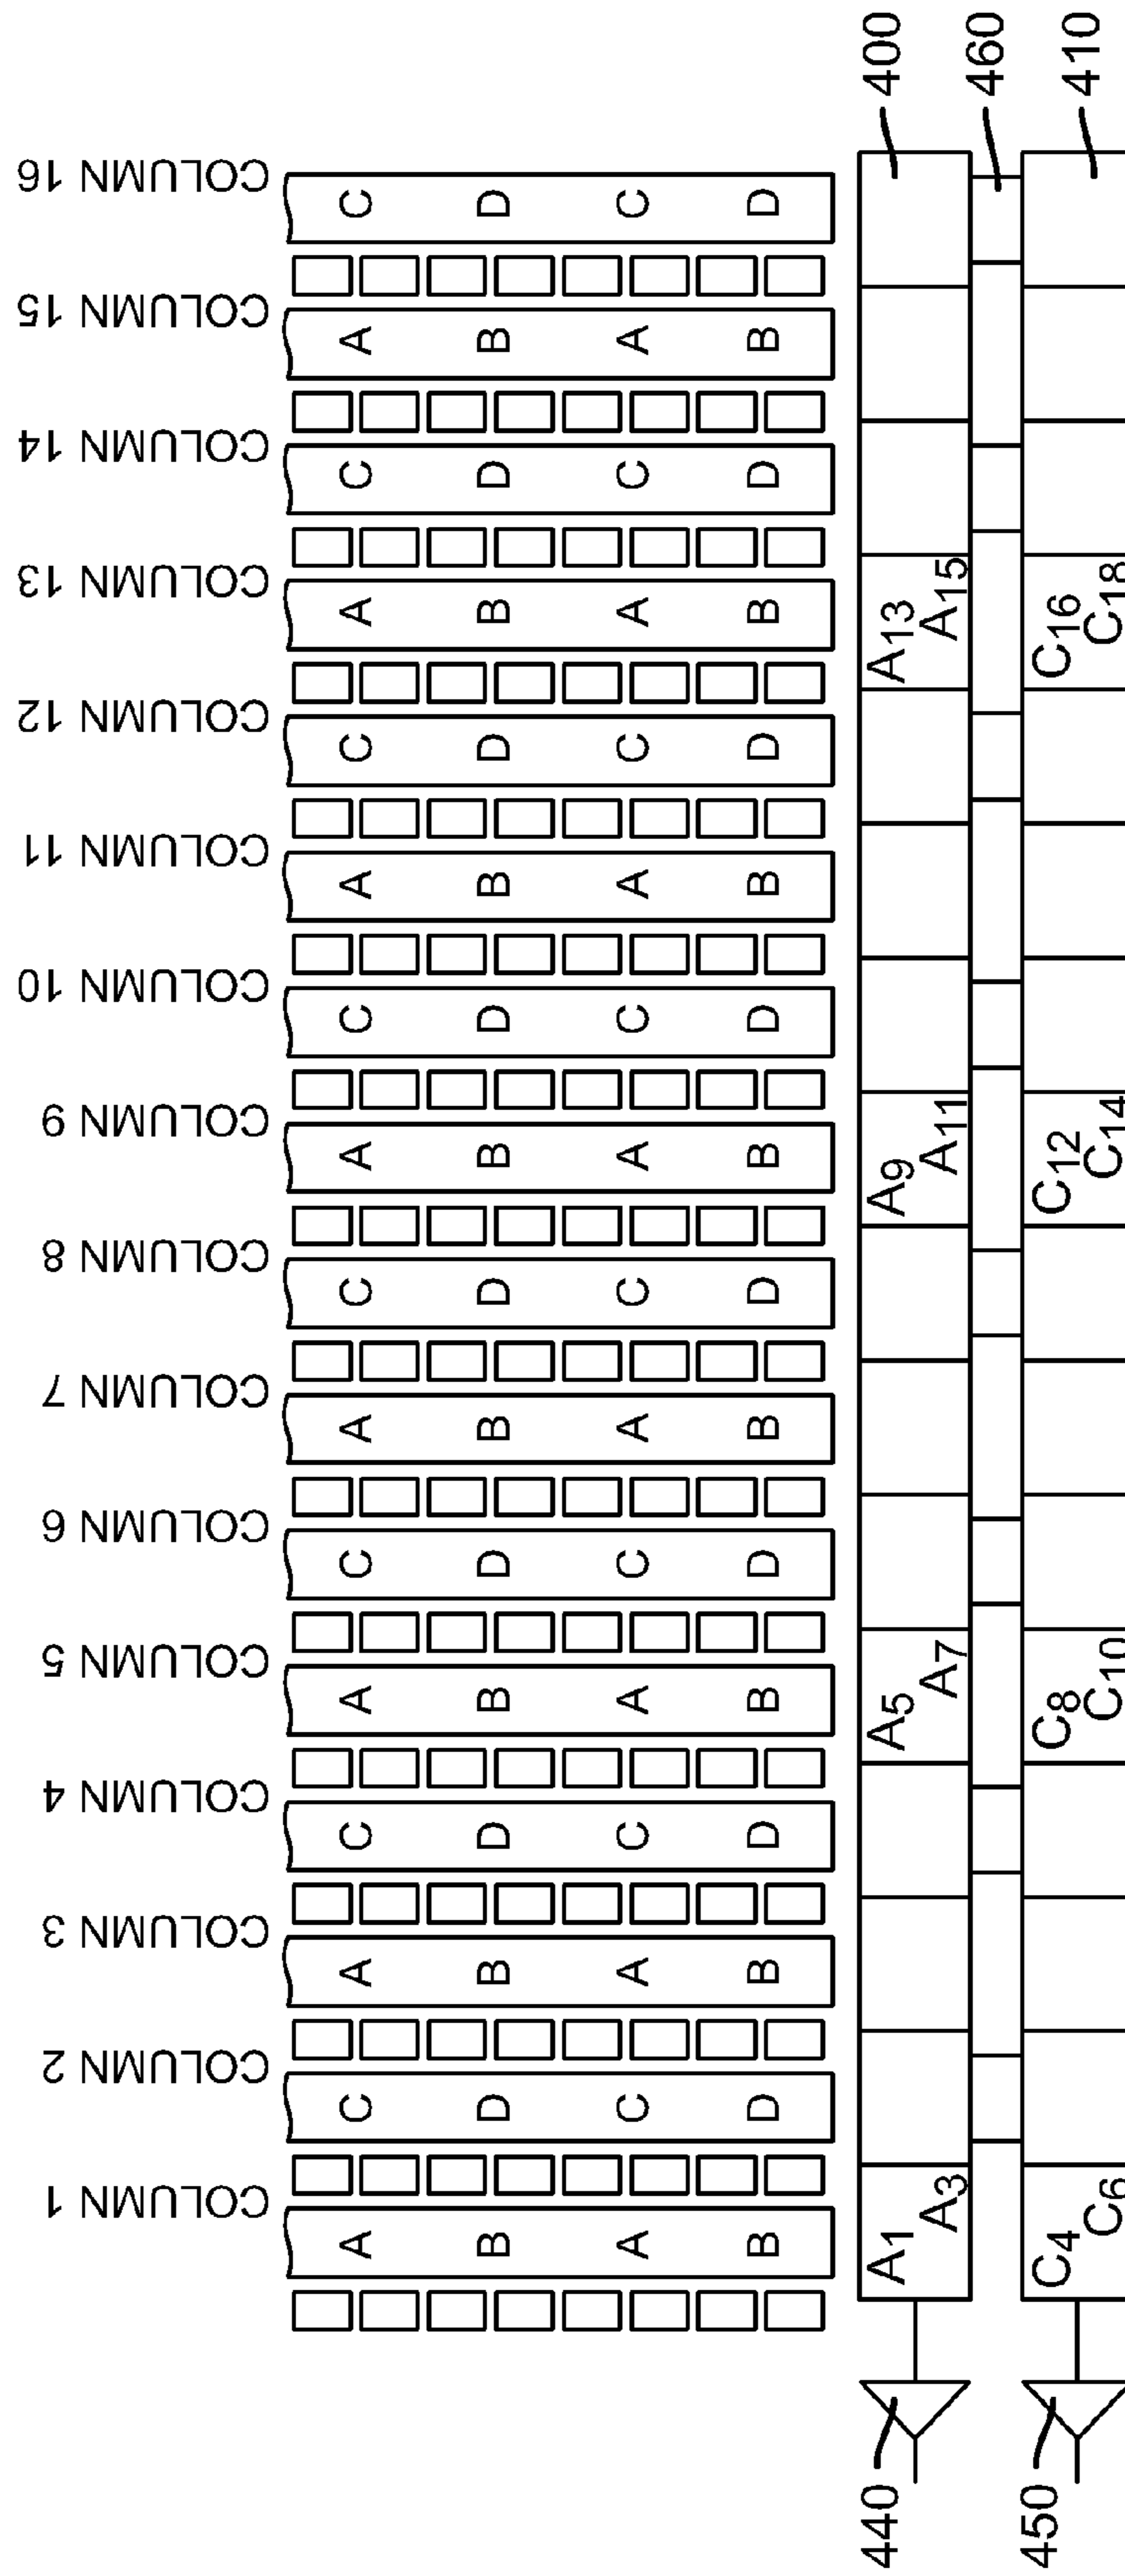 COLUMN 16
C D C D
COLUMN 15
A B A B
COLUMN 14
C D C D
COLUMN 13
A B A B
COLUMN 12
C D C D
COLUMN 11
A B A B
COLUMN 10
C D C D
COLUMN 9
A B A B
COLUMN 8
C D C D
COLUMN 7
A B A B
COLUMN 6
C D C D
COLUMN 5
A B A B
COLUMN 4
C D C D
COLUMN 3
A B A B
COLUMN 2
C D C D
COLUMN 1
A B A B
400
460
410
A13
A15
C16
C18
A9
A11
C12
C14
A5
A7
C8
C10
A1
A3
C4
C6
440
450